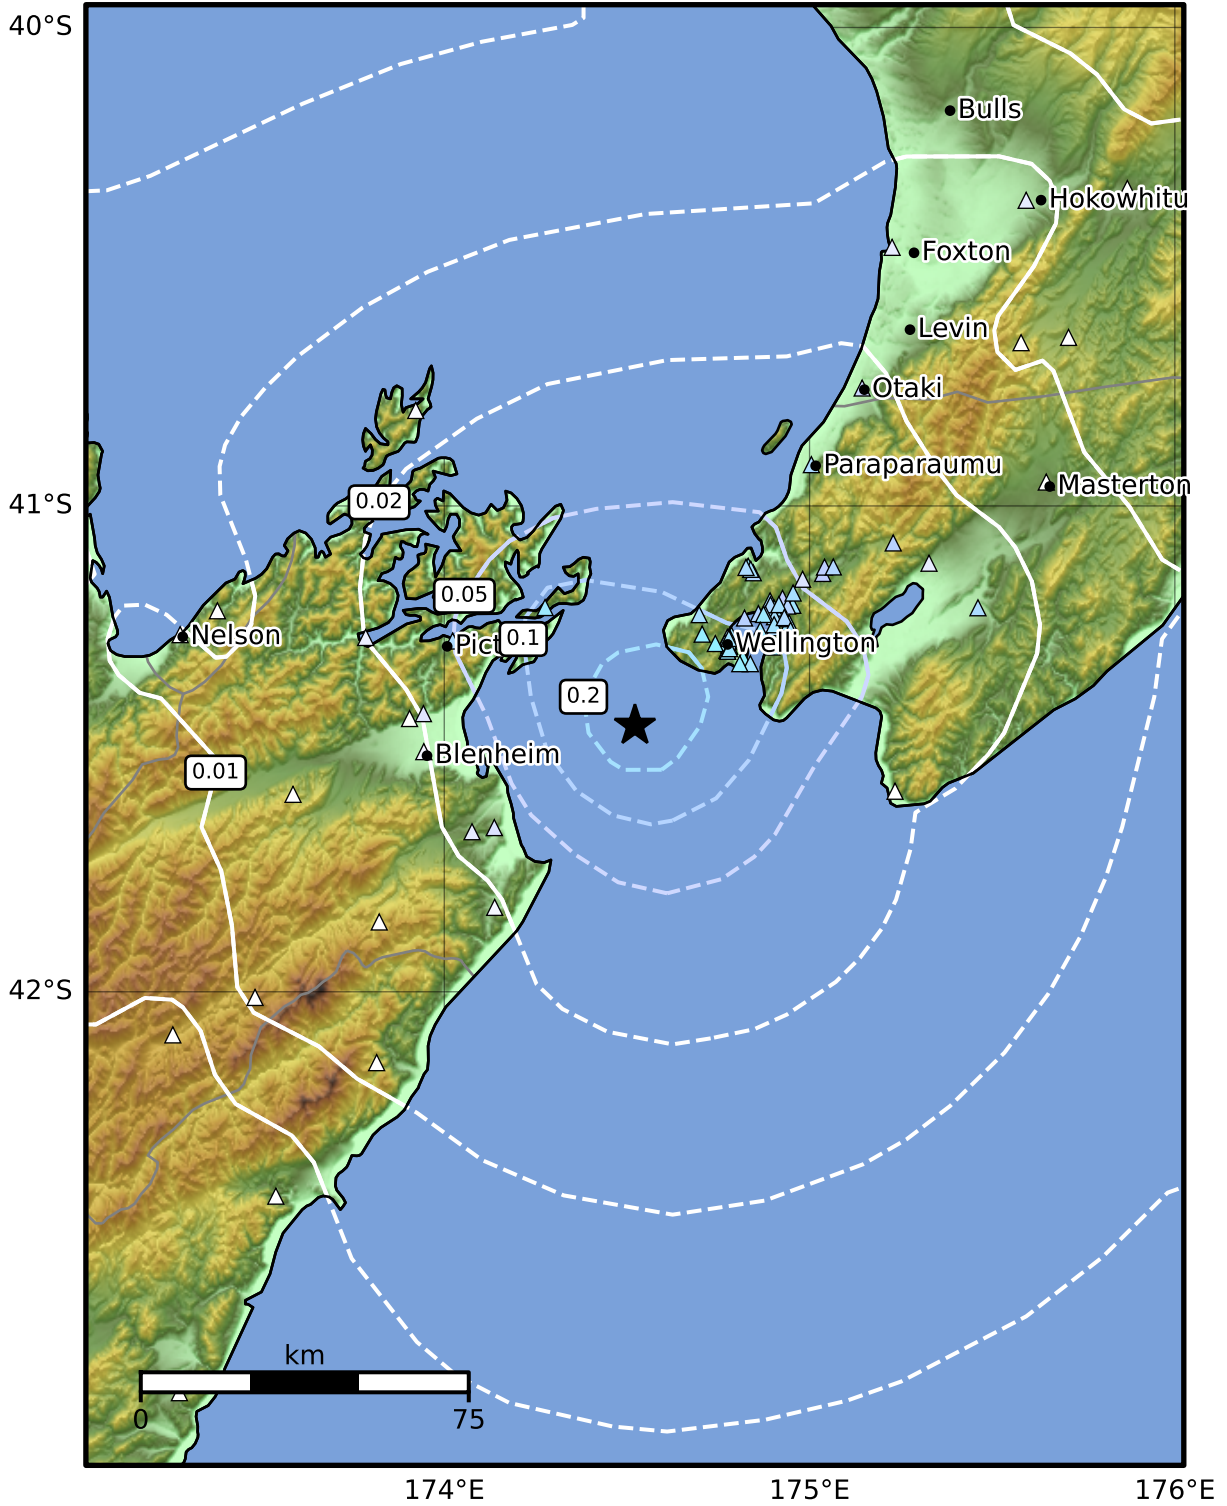 40°S
Bulls
Hokowhitu
Foxton
Levin
Otaki
Paraparaumu
Masterton
41°S
0.02
0.05
Nelson
Pict
0.1
Wellington
0.2
Blenheim
0.01
42°S
km
0
75
174°E
175°E
176°E